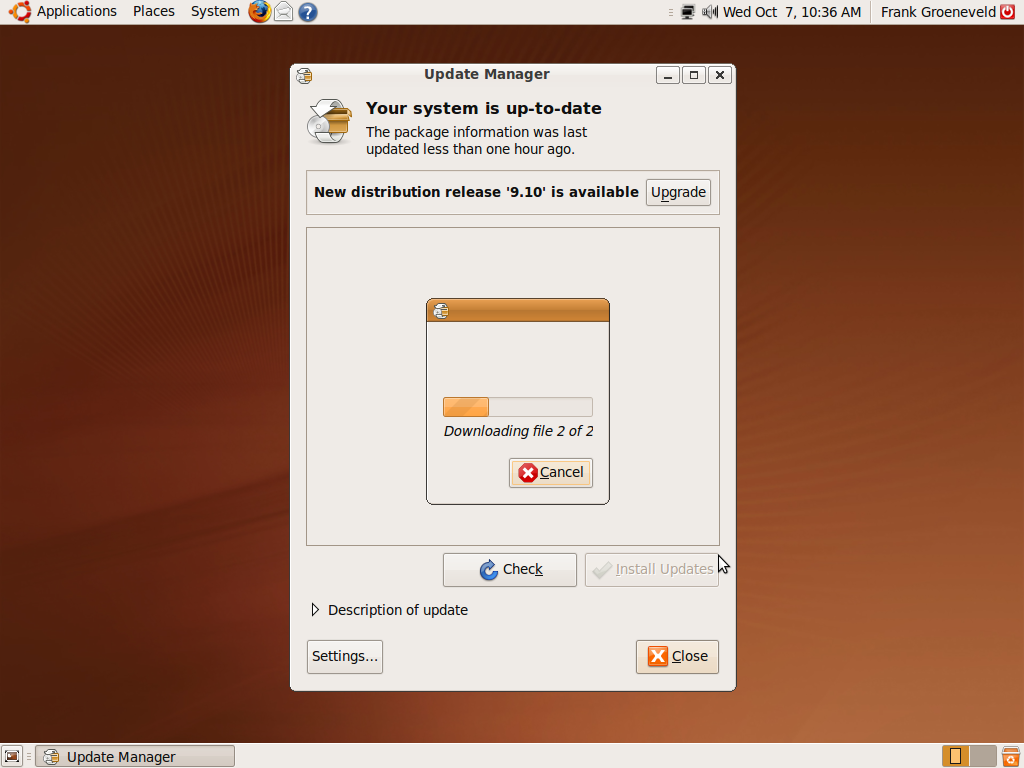 Applications Places System
Wed Oct 7, 10:36 AM
Frank Groeneveld
Update Manager
Your system is up-to-date
The package information was last
updated less than one hour ago.
New distribution release '9.10' is available
Upgrade
Downloading file 2 of 2
Cancel
Check
Install Updates
Description of update
Settings...
Close
Update Manager